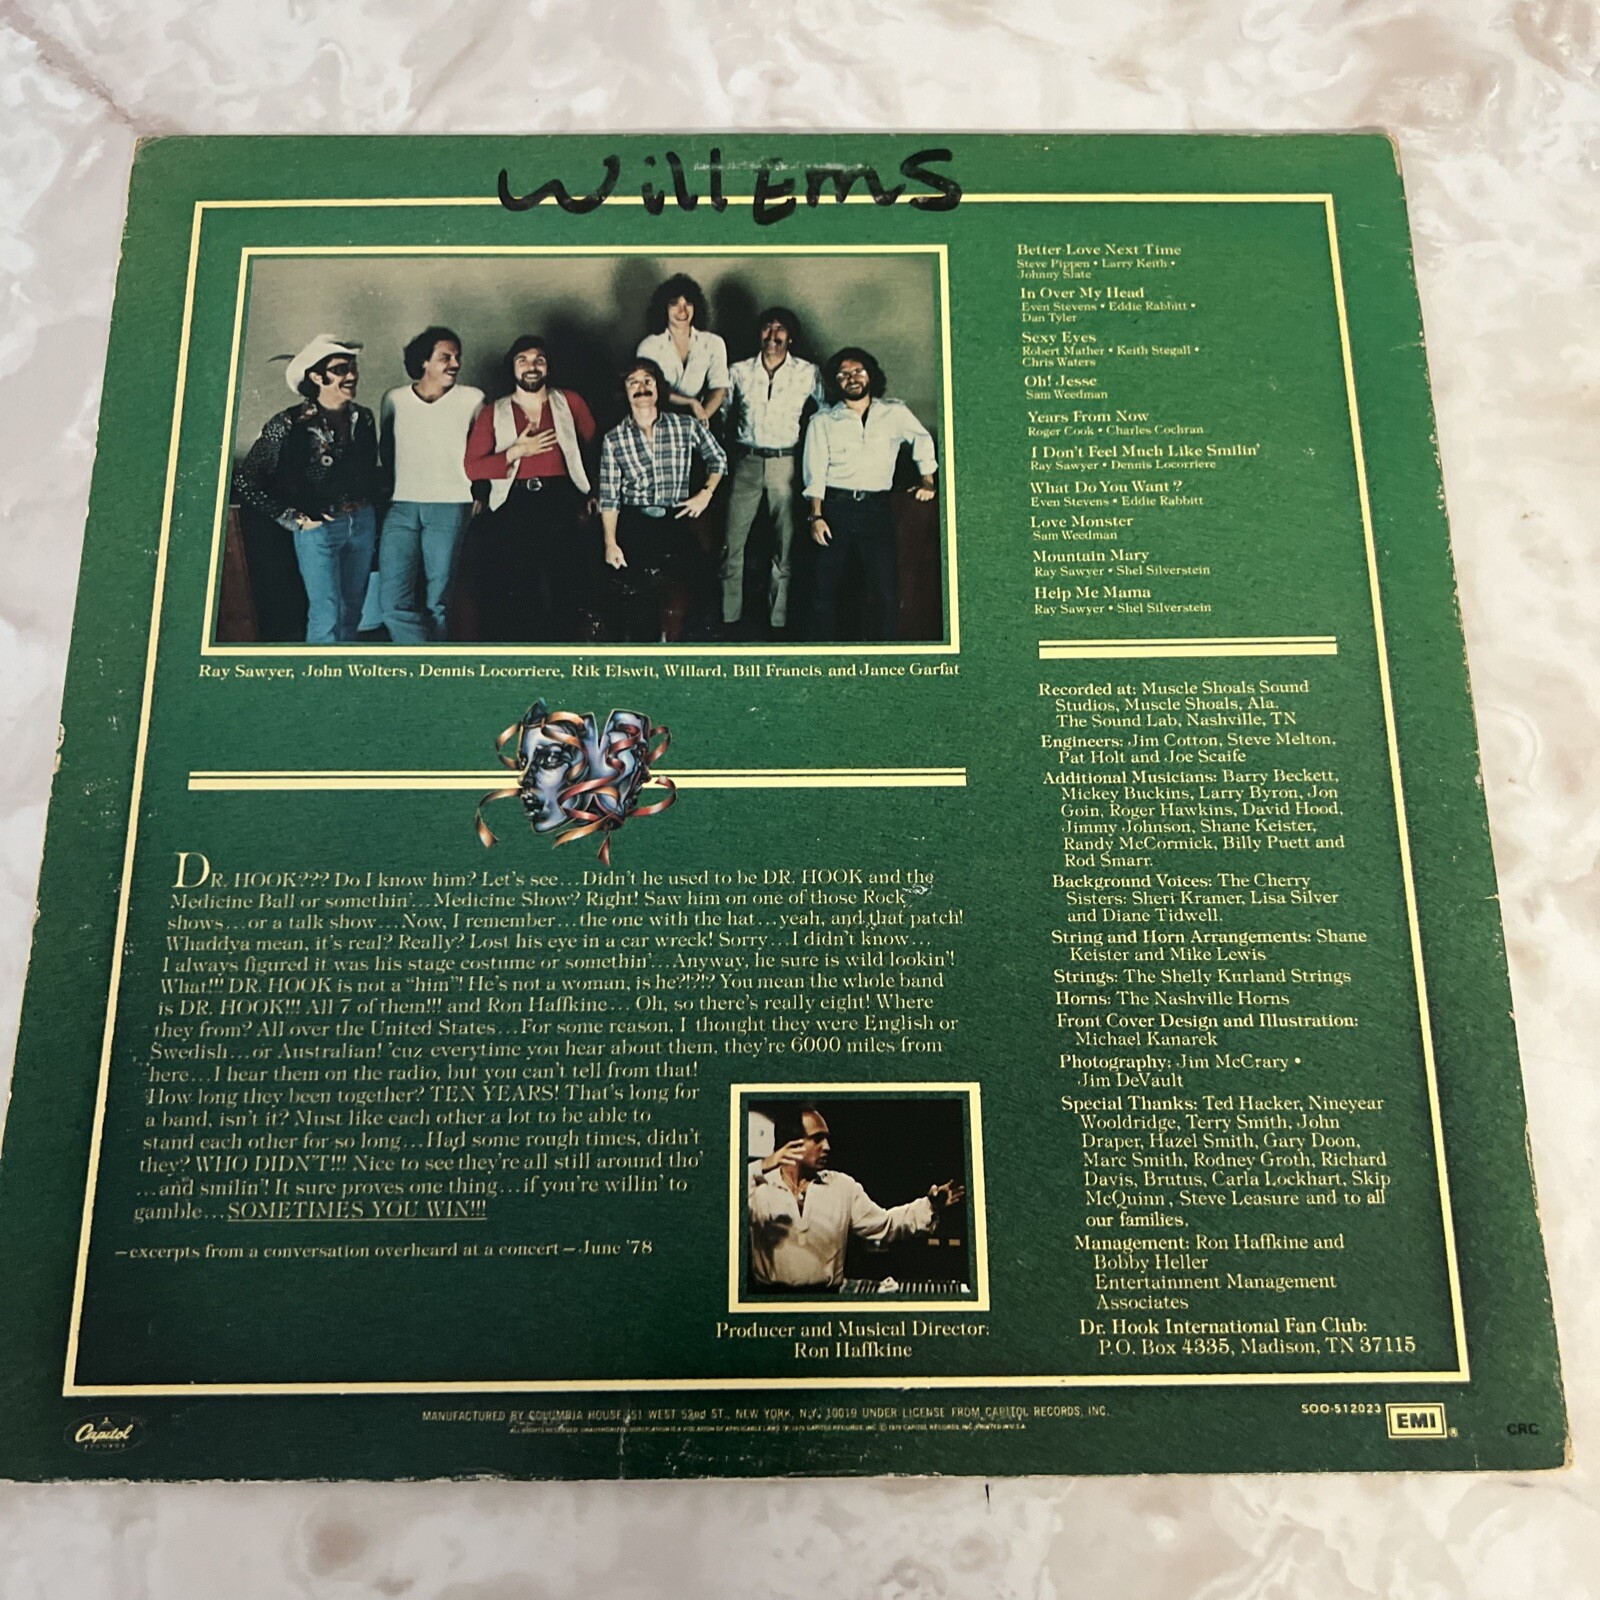 Willems
Better Love Next Time
Steve Pippen • Larry Keith •
Johnny Slate
In Over My Head
Even Stevens • Eddie Rabbitt •
Dan Tyler
Sexy Eyes
Robert Mather • Keith Stegall •
Chris Waters
Oh! Jesse
Sam Weedman
Years From Now
Roger Cook • Charles Cochran
I Don't Feel Much Like Smilin'
Ray Sawyer • Dennis Locorriere
What Do You Want?
Even Stevens • Eddie Rabbitt
Love Monster
Sam Weedman
Mountain Mary
Ray Sawyer • Shel Silverstein
Help Me Mama
Ray Sawyer • Shel Silverstein
Ray Sawyer, John Wolters, Dennis Locorriere, Rik Elswit, Willard, Bill Francis and Jance Garfat
DR. HOOK??? Do I know him? Let's see...Didn't he used to be DR. HOOK and the
Medicine Ball or somethin'...Medicine Show? Right! Saw him on one of those Rock
shows...or a talk show...Now, I remember...the one with the hat...yeah, and that patch!
Whaddya mean, it's real? Really? Lost his eye in a car wreck! Sorry...I didn't know...
I always figured it was his stage costume or somethin'...Anyway, he sure is wild lookin'!
What!!! DR. HOOK is not a "him"! He's not a woman, is he?!?!? You mean the whole band
is DR. HOOK!!! All 7 of them!!! and Ron Haffkine... Oh, so there's really eight! Where
they from? All over the United States...For some reason, I thought they were English or
Swedish...or Australian! 'cuz everytime you hear about them, they're 6000 miles from
here...I hear them on the radio, but you can't tell from that!
How long they been together? TEN YEARS! That's long for
a band, isn't it? Must like each other a lot to be able to
stand each other for so long...Had some rough times, didn't
they? WHO DIDN'T!!! Nice to see they're all still around tho'
...and smilin'! It sure proves one thing...if you're willin' to
gamble...SOMETIMES YOU WIN!!!
—excerpts from a conversation overheard at a concert—June '78
Producer and Musical Director:
Ron Haffkine
Recorded at: Muscle Shoals Sound
Studios, Muscle Shoals, Ala.
The Sound Lab, Nashville, TN
Engineers: Jim Cotton, Steve Melton,
Pat Holt and Joe Scaife
Additional Musicians: Barry Beckett,
Mickey Buckins, Larry Byron, Jon
Goin, Roger Hawkins, David Hood,
Jimmy Johnson, Shane Keister,
Randy McCormick, Billy Puett and
Rod Smarr.
Background Voices: The Cherry
Sisters: Sheri Kramer, Lisa Silver
and Diane Tidwell.
String and Horn Arrangements: Shane
Keister and Mike Lewis
Strings: The Shelly Kurland Strings
Horns: The Nashville Horns
Front Cover Design and Illustration:
Michael Kanarek
Photography: Jim McCrary •
Jim DeVault
Special Thanks: Ted Hacker, Nineyear
Wooldridge, Terry Smith, John
Draper, Hazel Smith, Gary Doon,
Marc Smith, Rodney Groth, Richard
Davis, Brutus, Carla Lockhart, Skip
McQuinn, Steve Leasure and to all
our families.
Management: Ron Haffkine and
Bobby Heller
Entertainment Management
Associates
Dr. Hook International Fan Club:
P.O. Box 4335, Madison, TN 37115
Capitol
RECORDS
MANUFACTURED BY COLUMBIA HOUSE, 51 WEST 52nd ST., NEW YORK, N.Y. 10019 UNDER LICENSE FROM CAPITOL RECORDS, INC.
SOO-512023
EMI
CRC